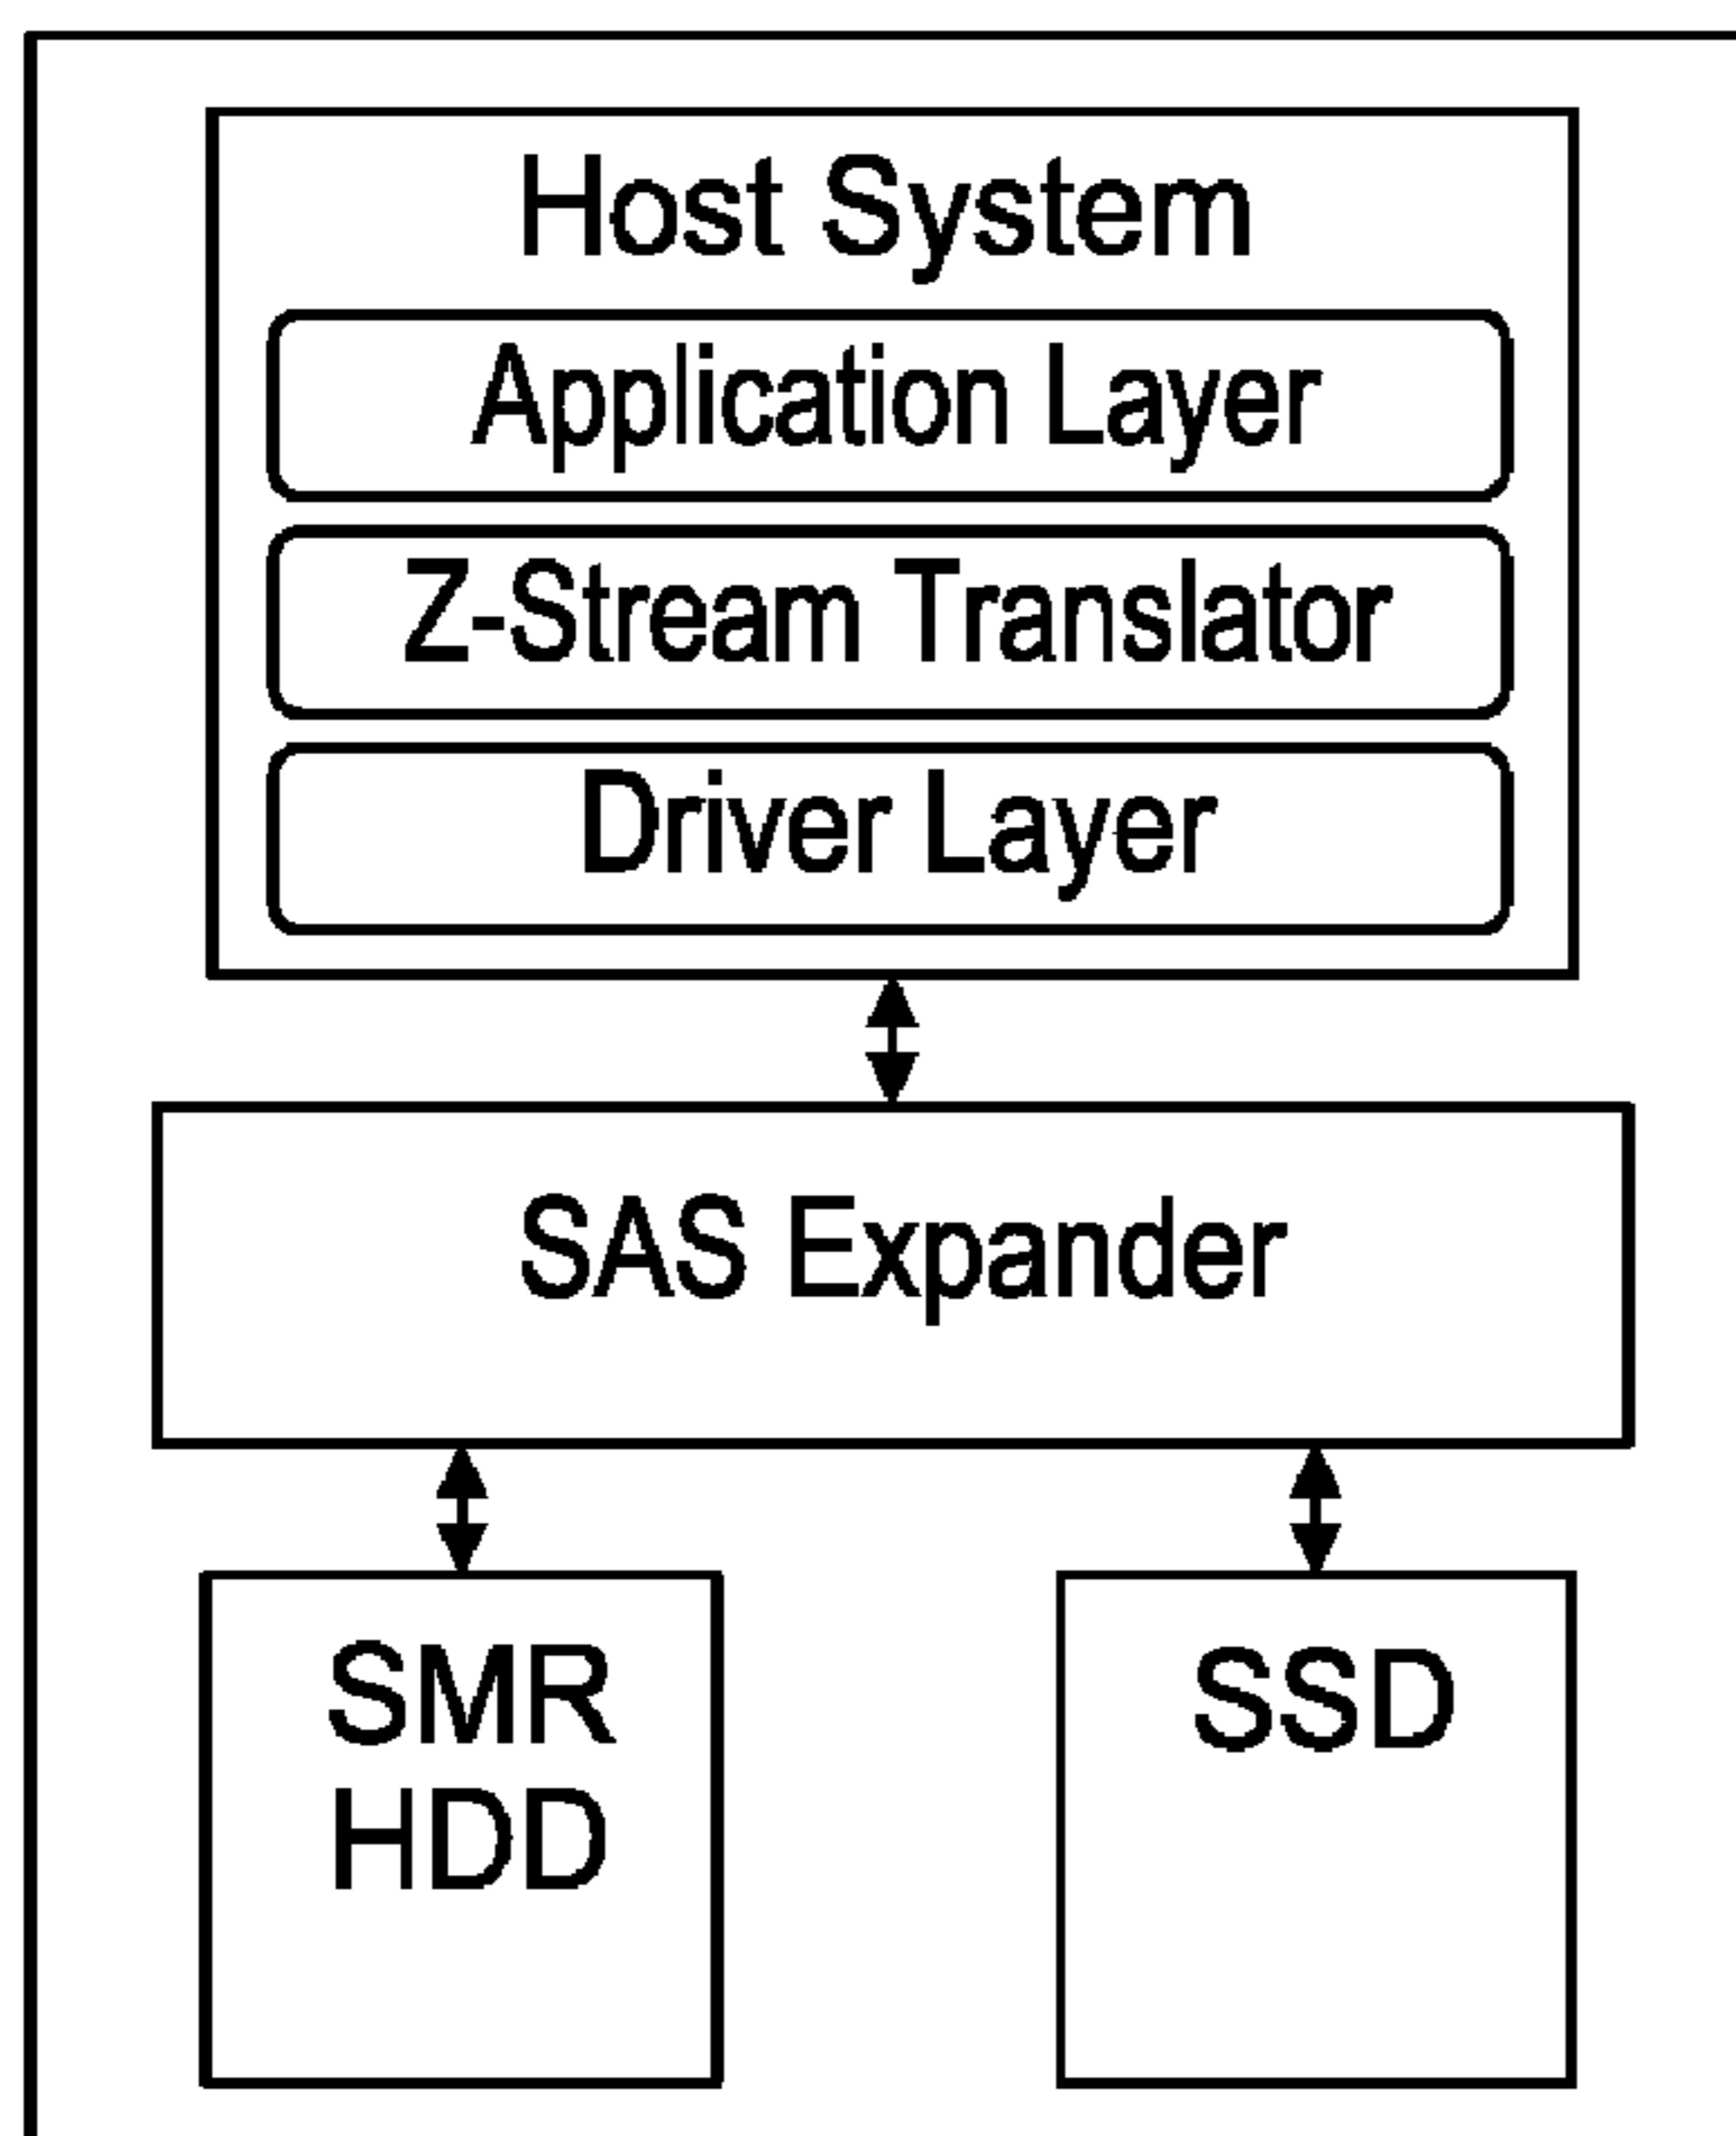 Host System
Application Layer
Z-Stream Translator
Driver Layer
SAS Expander
SMR
HDD
SSD